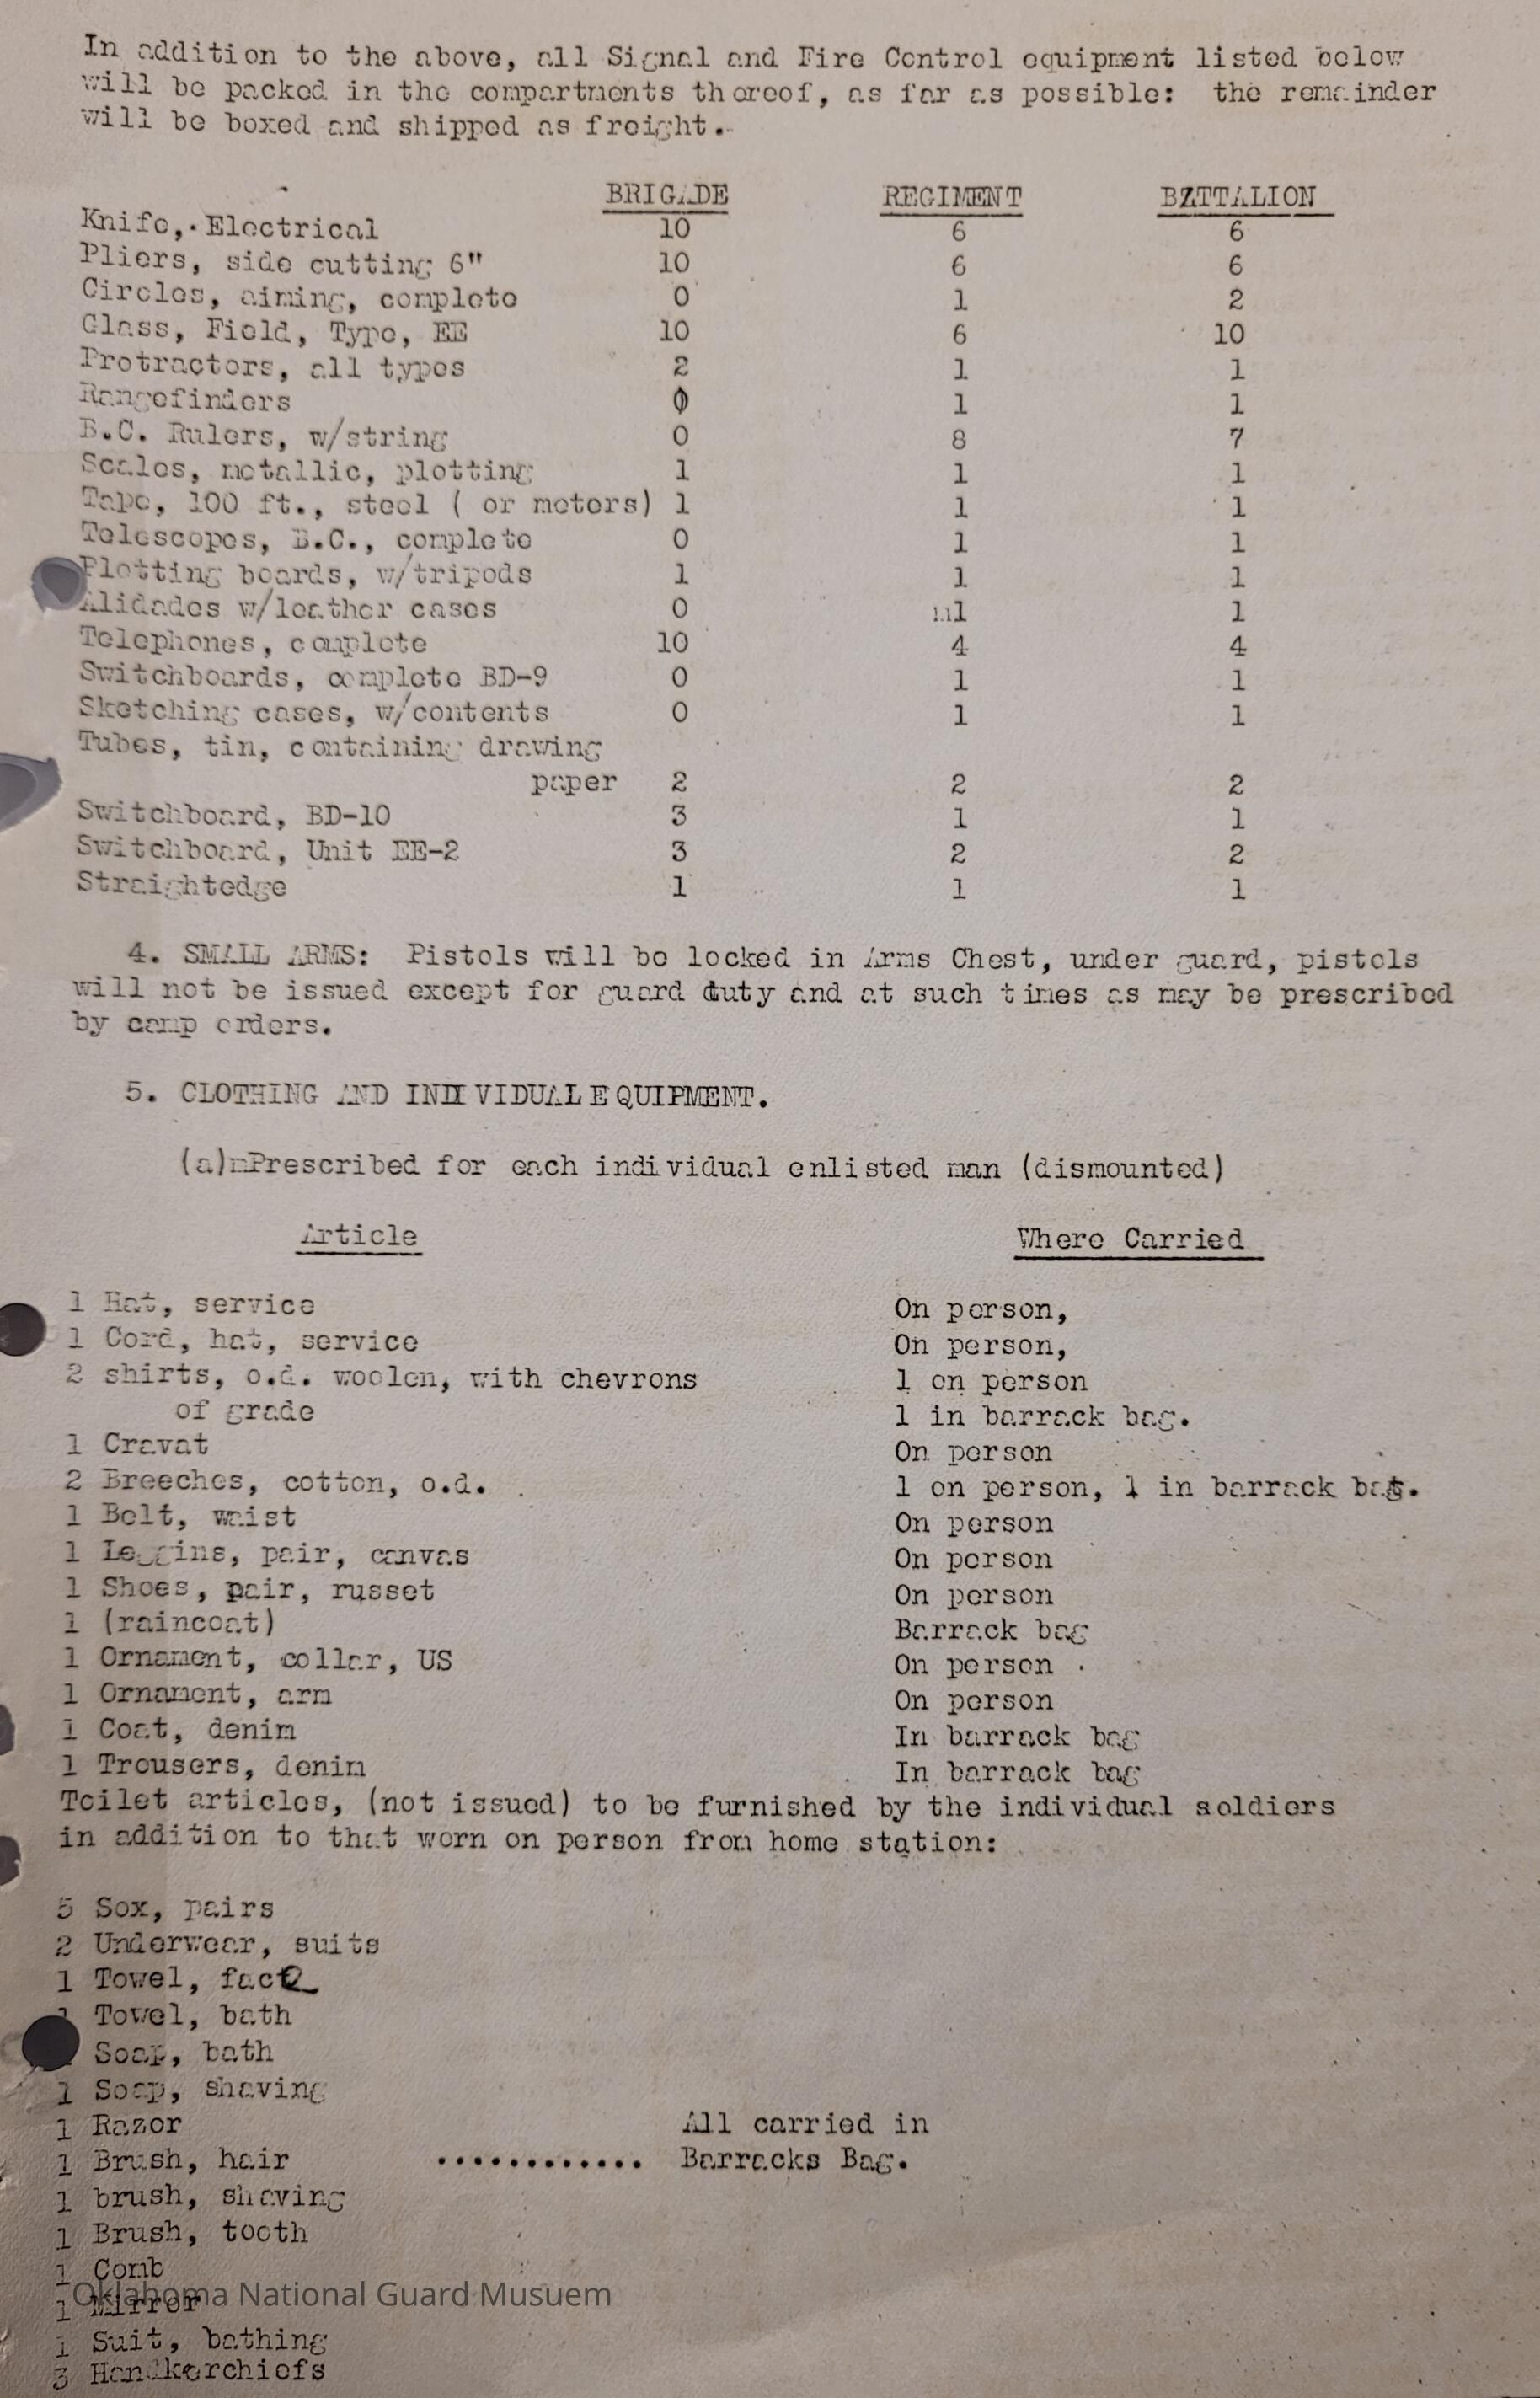 In addition to the above, all Signal and Fire Control equipment listed below
will be packed in the compartments thereof, as far as possible: the remainder
will be boxed and shipped as freight.
BRIGADE REGIMENT BATTALION
Knife, Electrical 10 6 6
Pliers, side cutting 6" 10 6 6
Circles, aiming, complete 0 1 2
Glass, Field, Type, EE 10 6 10
Protractors, all types 2 1 1
Rangefinders 0 1 1
B.C. Rulers, w/string 0 8 7
Scales, metallic, plotting 1 1 1
Tape, 100 ft., steel ( or meters) 1 1 1
Telescopes, B.C., complete 0 1 1
Plotting boards, w/tripods 1 1 1
Alidades w/leather cases 0 1 1
Telephones, complete 10 4 4
Switchboards, complete BD-9 0 1 1
Sketching cases, w/contents 0 1 1
Tubes, tin, containing drawing
paper 2 2 2
Switchboard, BD-10 3 1 1
Switchboard, Unit EE-2 3 2 2
Straightedge 1 1 1
4. SMALL ARMS: Pistols will be locked in Arms Chest, under guard, pistols
will not be issued except for guard duty and at such times as may be prescribed
by camp orders.
5. CLOTHING AND INDIVIDUAL EQUIPMENT.
(a) Prescribed for each individual enlisted man (dismounted)
Article Where Carried
1 Hat, service On person,
1 Cord, hat, service On person,
2 shirts, o.d. woolen, with chevrons 1 on person
of grade 1 in barrack bag.
1 Cravat On person
2 Breeches, cotton, o.d. 1 on person, 1 in barrack bag.
1 Belt, waist On person
1 Leggins, pair, canvas On person
1 Shoes, pair, russet On person
1 (raincoat) Barrack bag
1 Ornament, collar, US On person
1 Ornament, arm On person
1 Coat, denim In barrack bag
1 Trousers, denim In barrack bag
Toilet articles, (not issued) to be furnished by the individual soldiers
in addition to that worn on person from home station:
5 Sox, pairs
2 Underwear, suits
1 Towel, face
1 Towel, bath
Soap, bath
1 Soap, shaving
1 Razor All carried in
1 Brush, hair ............ Barracks Bag.
1 brush, shaving
1 Brush, tooth
1 Comb
Oklahoma National Guard Musuem
1 Mirror
1 Suit, bathing
3 Handkerchiefs